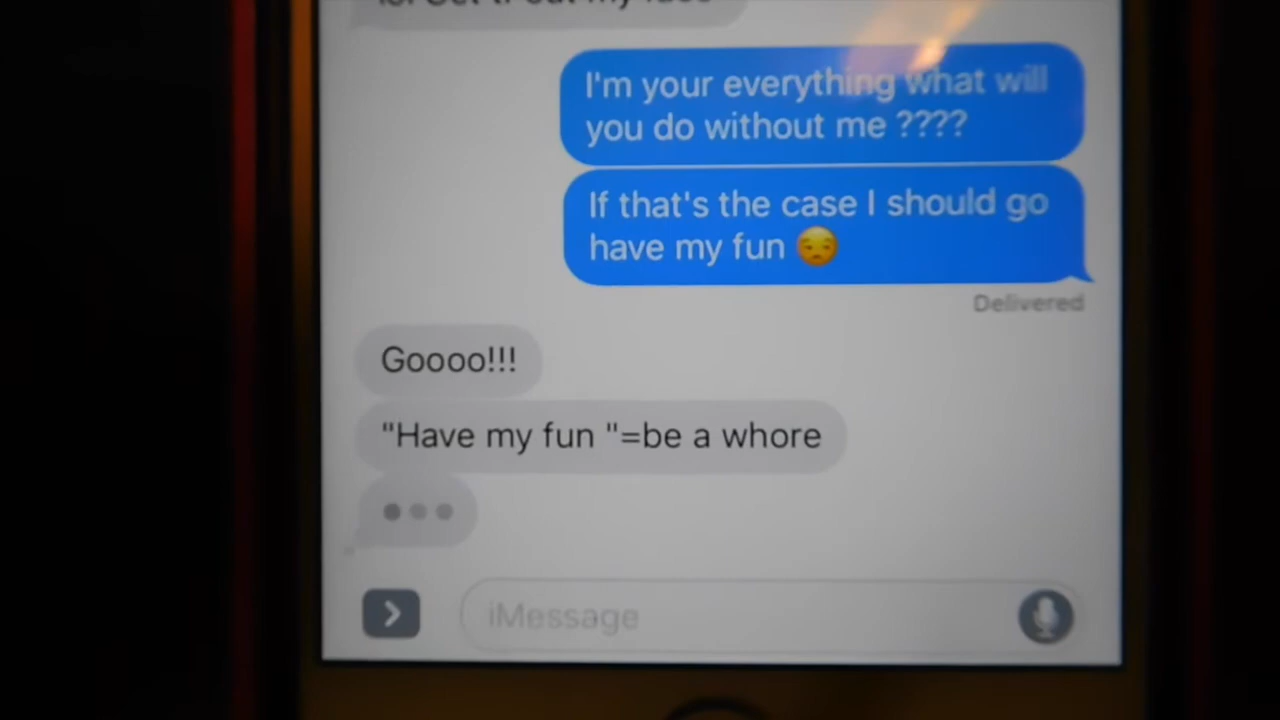 I'm your everything what will
you do without me ????
If that's the case I should go
have my fun 😒
Delivered
Goooo!!!
"Have my fun "=be a whore
iMessage